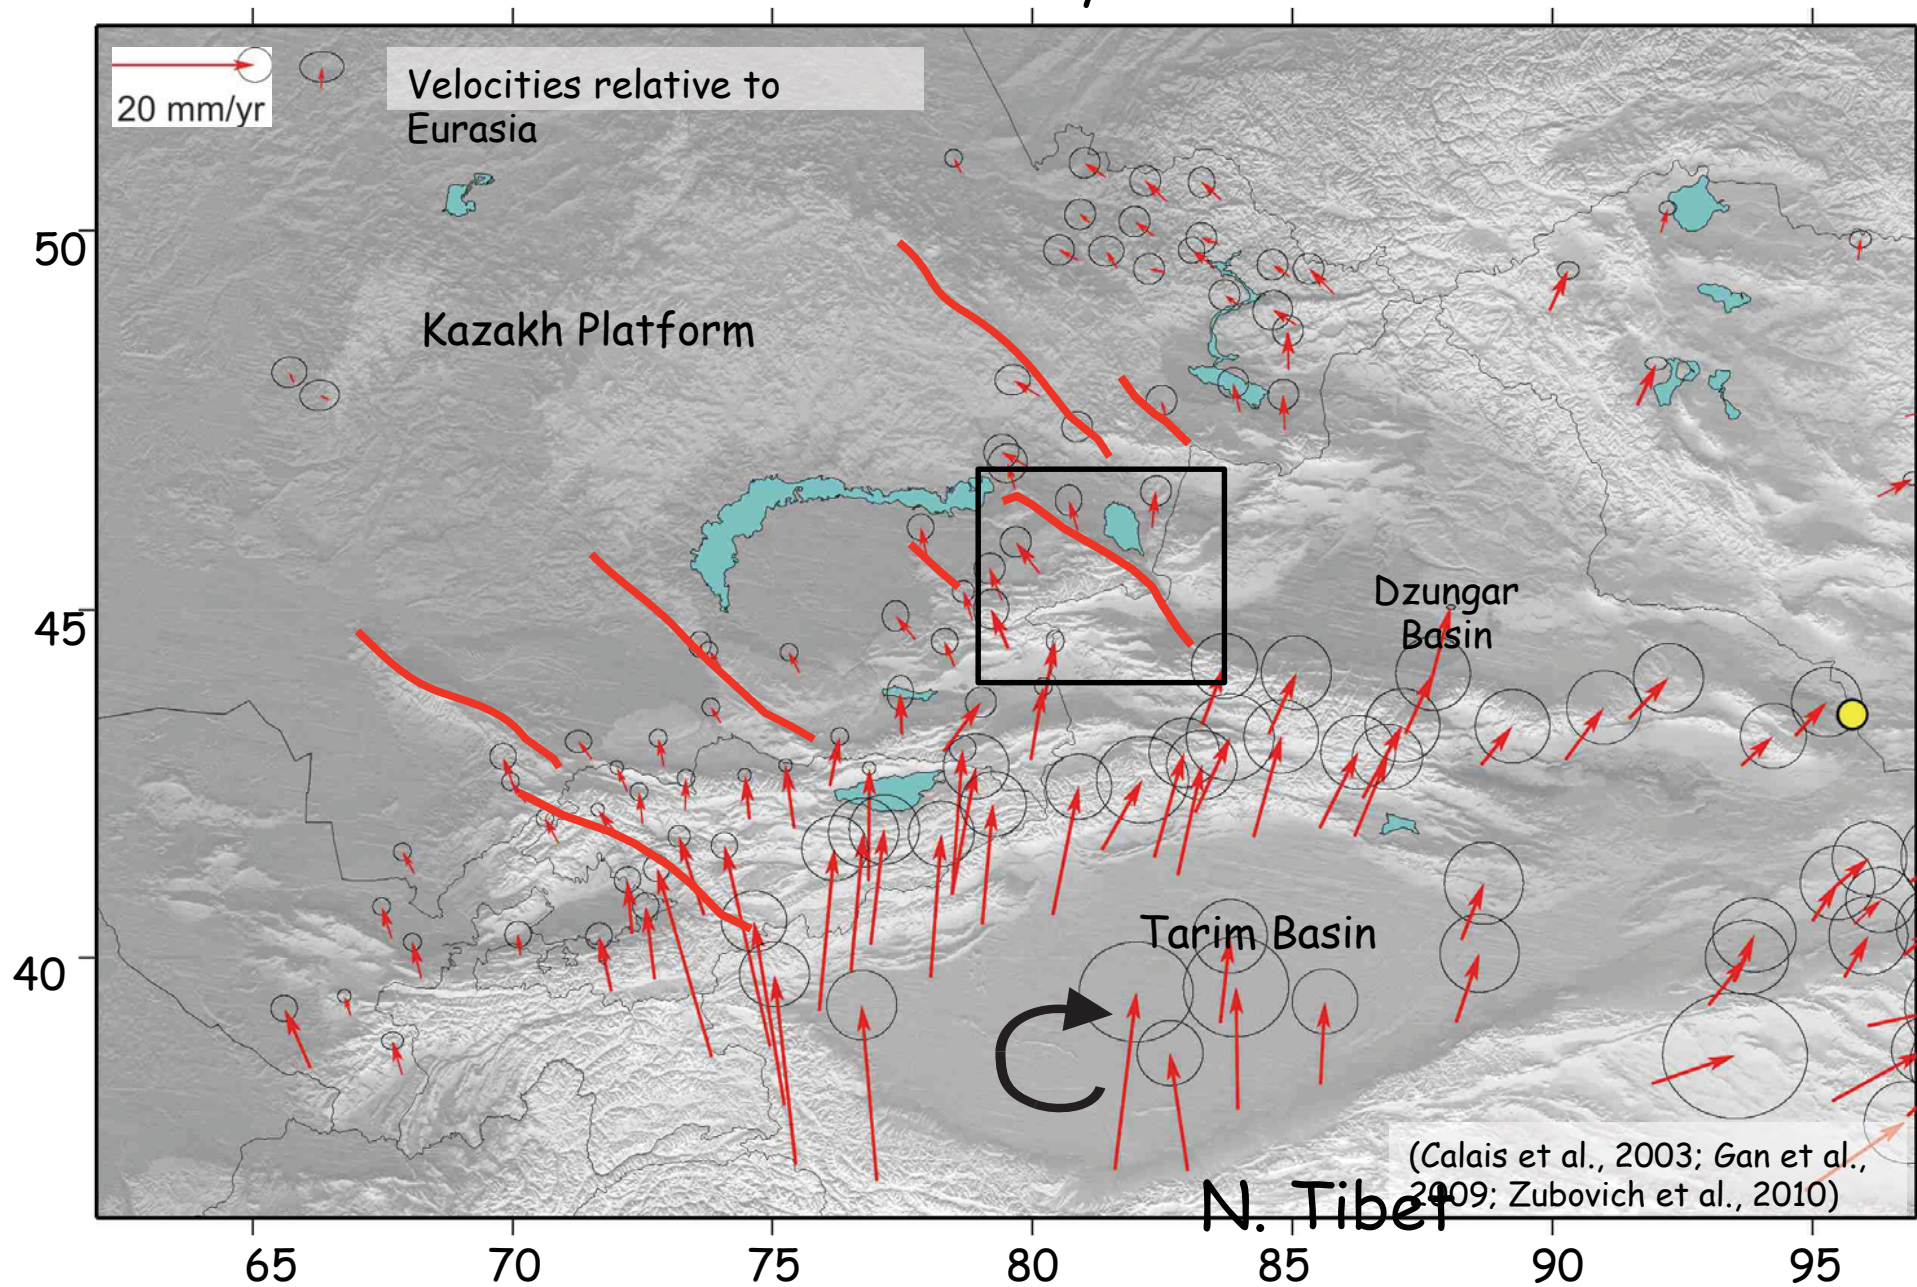 20 mm/yr
Velocities relative to
Eurasia
50
45
40
Kazakh Platform
Dzungar
Basin
Tarim Basin
(Calais et al., 2003; Gan et al.,
2009; Zubovich et al., 2010)
N. Tibet
65 70 75 80 85 90 95